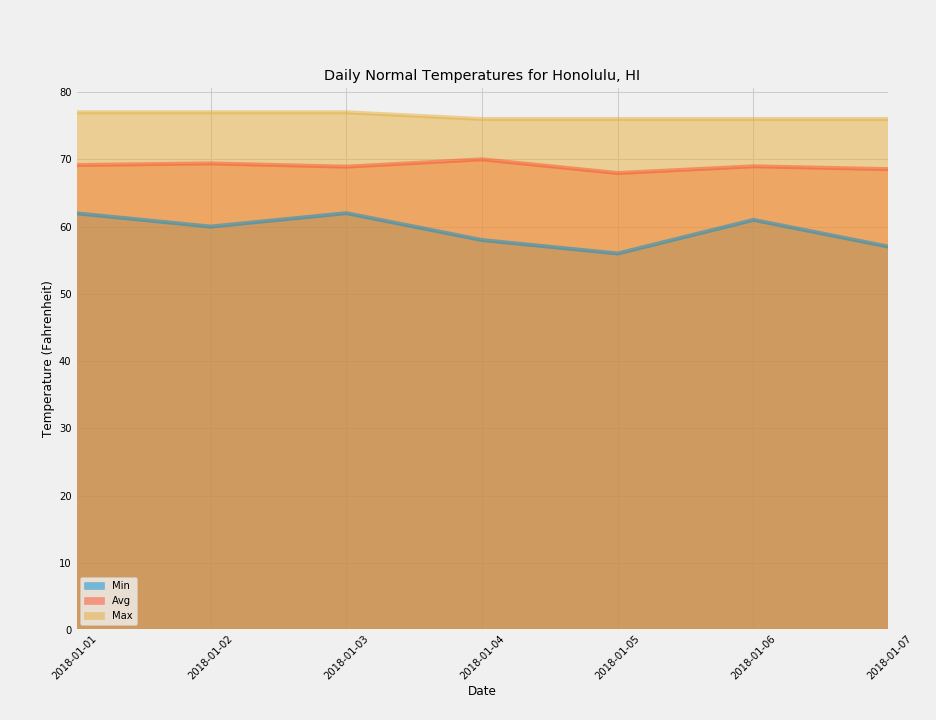 Daily Normal Temperatures for Honolulu, HI
80
70
60
50
40
30
20
10
0
Temperature (Fahrenheit)
Min
Avg
Max
2018-01-01
2018-01-02
2018-01-03
2018-01-04
2018-01-05
2018-01-06
2018-01-07
Date